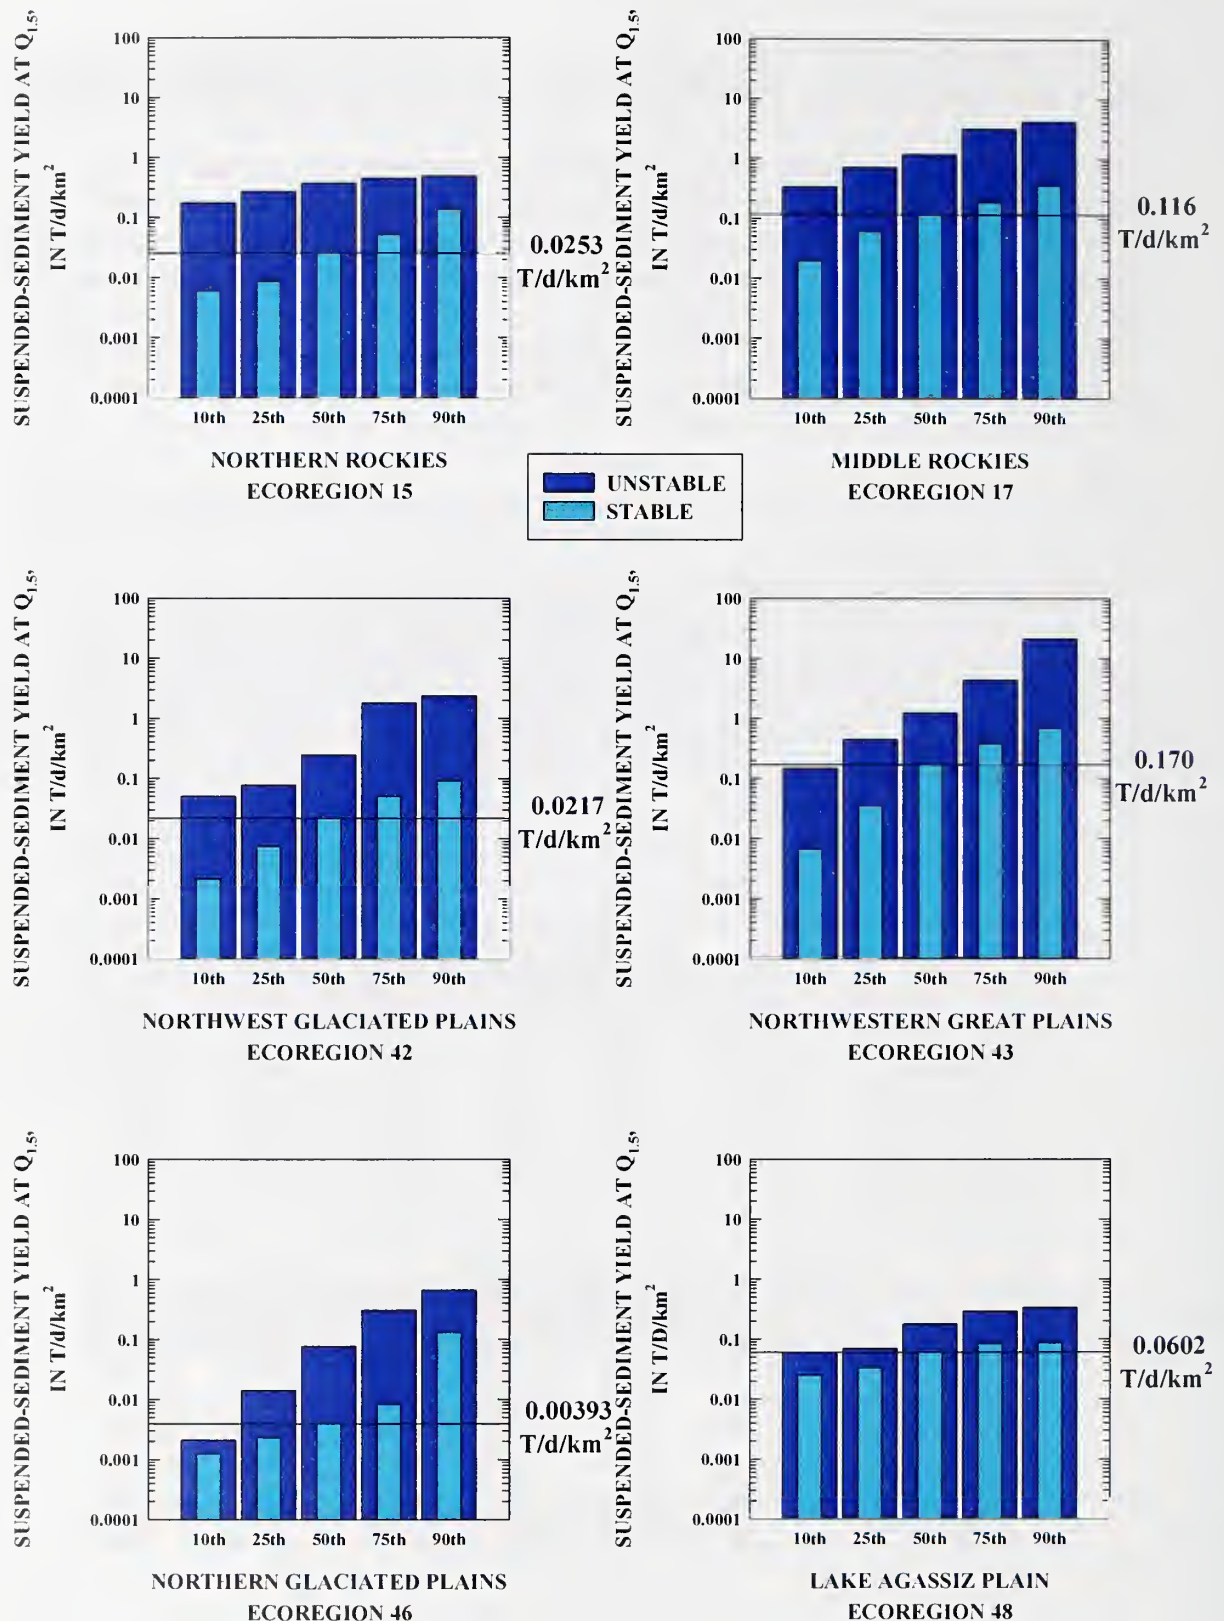 SUSPENDED-SEDIMENT YIELD AT Q1.5,
IN T/d/km2
100
10
1
0.1
0.01
0.001
0.0001
10th 25th 50th 75th 90th
0.0253
T/d/km2
NORTHERN ROCKIES
ECOREGION 15
SUSPENDED-SEDIMENT YIELD AT Q1.5,
IN T/d/km2
100
10
1
0.1
0.01
0.001
0.0001
10th 25th 50th 75th 90th
0.116
T/d/km2
MIDDLE ROCKIES
ECOREGION 17
UNSTABLE
STABLE
SUSPENDED-SEDIMENT YIELD AT Q1.5,
IN T/d/km2
100
10
1
0.1
0.01
0.001
0.0001
10th 25th 50th 75th 90th
0.0217
T/d/km2
NORTHWEST GLACIATED PLAINS
ECOREGION 42
SUSPENDED-SEDIMENT YIELD AT Q1.5,
IN T/d/km2
100
10
1
0.1
0.01
0.001
0.0001
10th 25th 50th 75th 90th
0.170
T/d/km2
NORTHWESTERN GREAT PLAINS
ECOREGION 43
SUSPENDED-SEDIMENT YIELD AT Q1.5,
IN T/d/km2
100
10
1
0.1
0.01
0.001
0.0001
10th 25th 50th 75th 90th
0.00393
T/d/km2
NORTHERN GLACIATED PLAINS
ECOREGION 46
SUSPENDED-SEDIMENT YIELD AT Q1.5,
IN T/D/km2
100
10
1
0.1
0.01
0.001
0.0001
10th 25th 50th 75th 90th
0.0602
T/d/km2
LAKE AGASSIZ PLAIN
ECOREGION 48